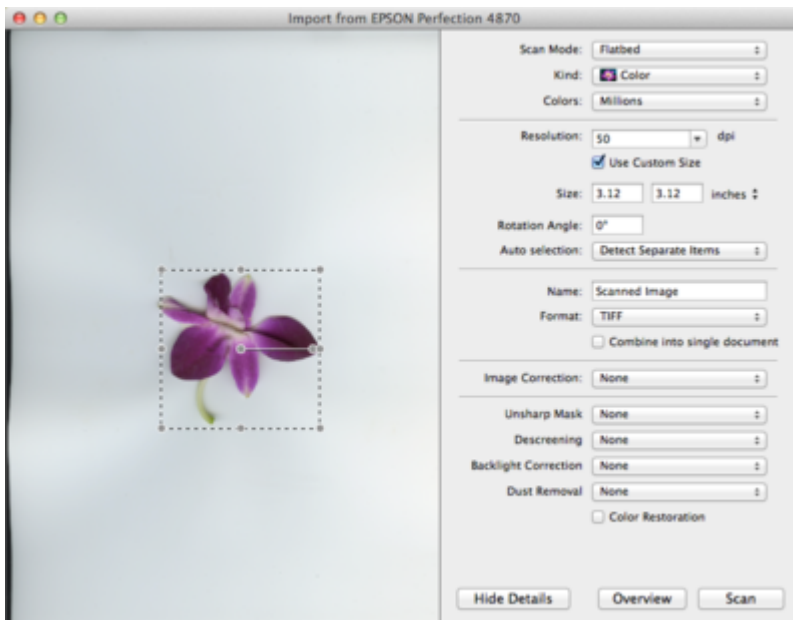 Import from EPSON Perfection 4870
Scan Mode: Flatbed
Kind: Color
Colors: Millions
Resolution: 50 dpi
Use Custom Size
Size: 3.12 3.12 inches
Rotation Angle: 0°
Auto selection: Detect Separate Items
Name: Scanned Image
Format: TIFF
Combine into single document
Image Correction: None
Unsharp Mask None
Descreening None
Backlight Correction None
Dust Removal None
Color Restoration
Hide Details Overview Scan